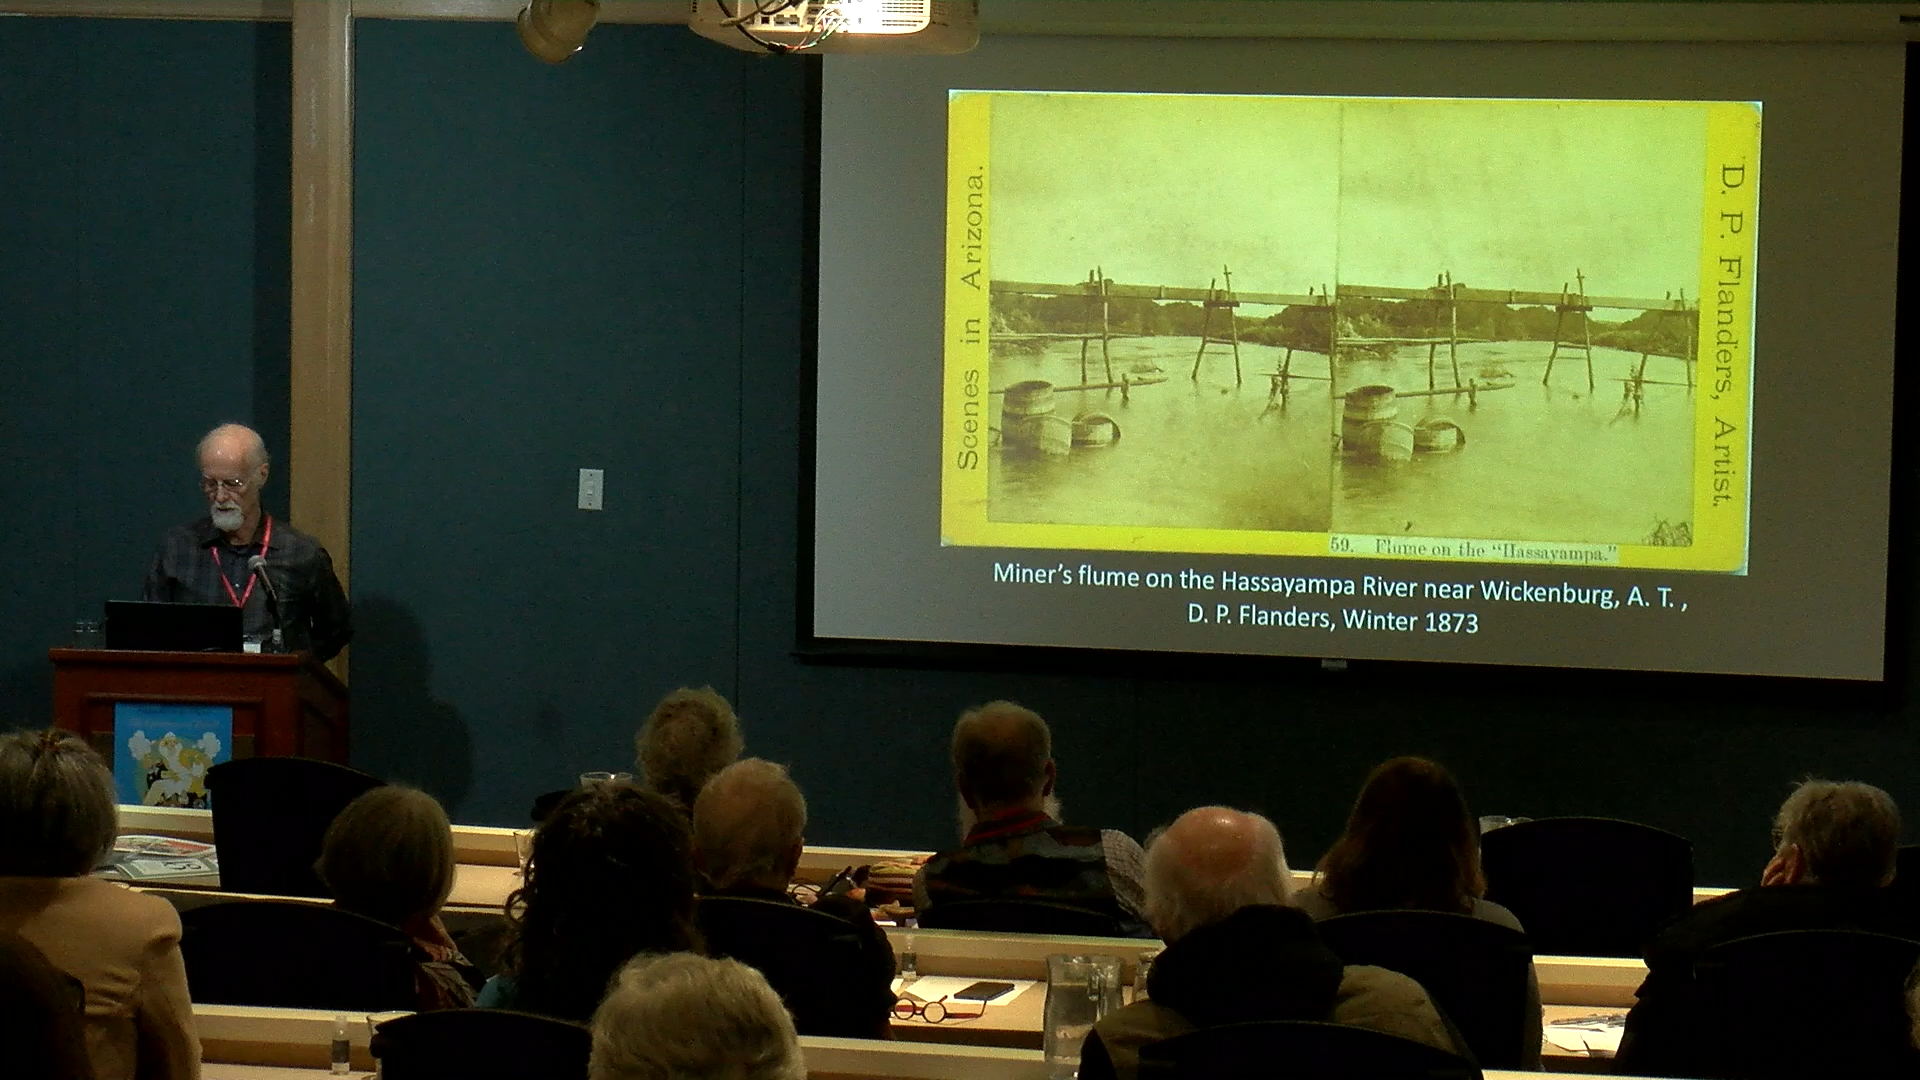 Scenes in Arizona.
D. P. Flanders, Artist.
59. Flume on the "Hassayampa."
Miner's flume on the Hassayampa River near Wickenburg, A. T. ,
D. P. Flanders, Winter 1873